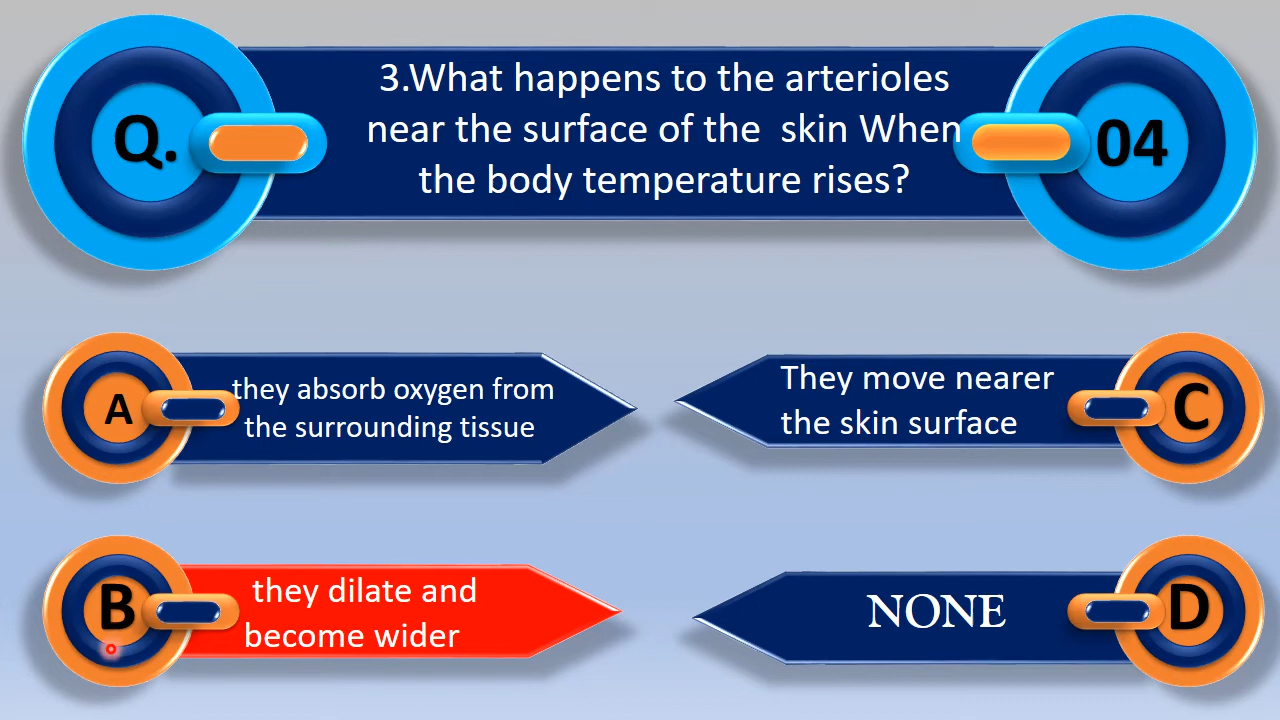 Q.
3.What happens to the arterioles
near the surface of the  skin When
the body temperature rises?
04
A
they absorb oxygen from
the surrounding tissue
They move nearer
the skin surface
C
B
they dilate and
become wider
NONE
D